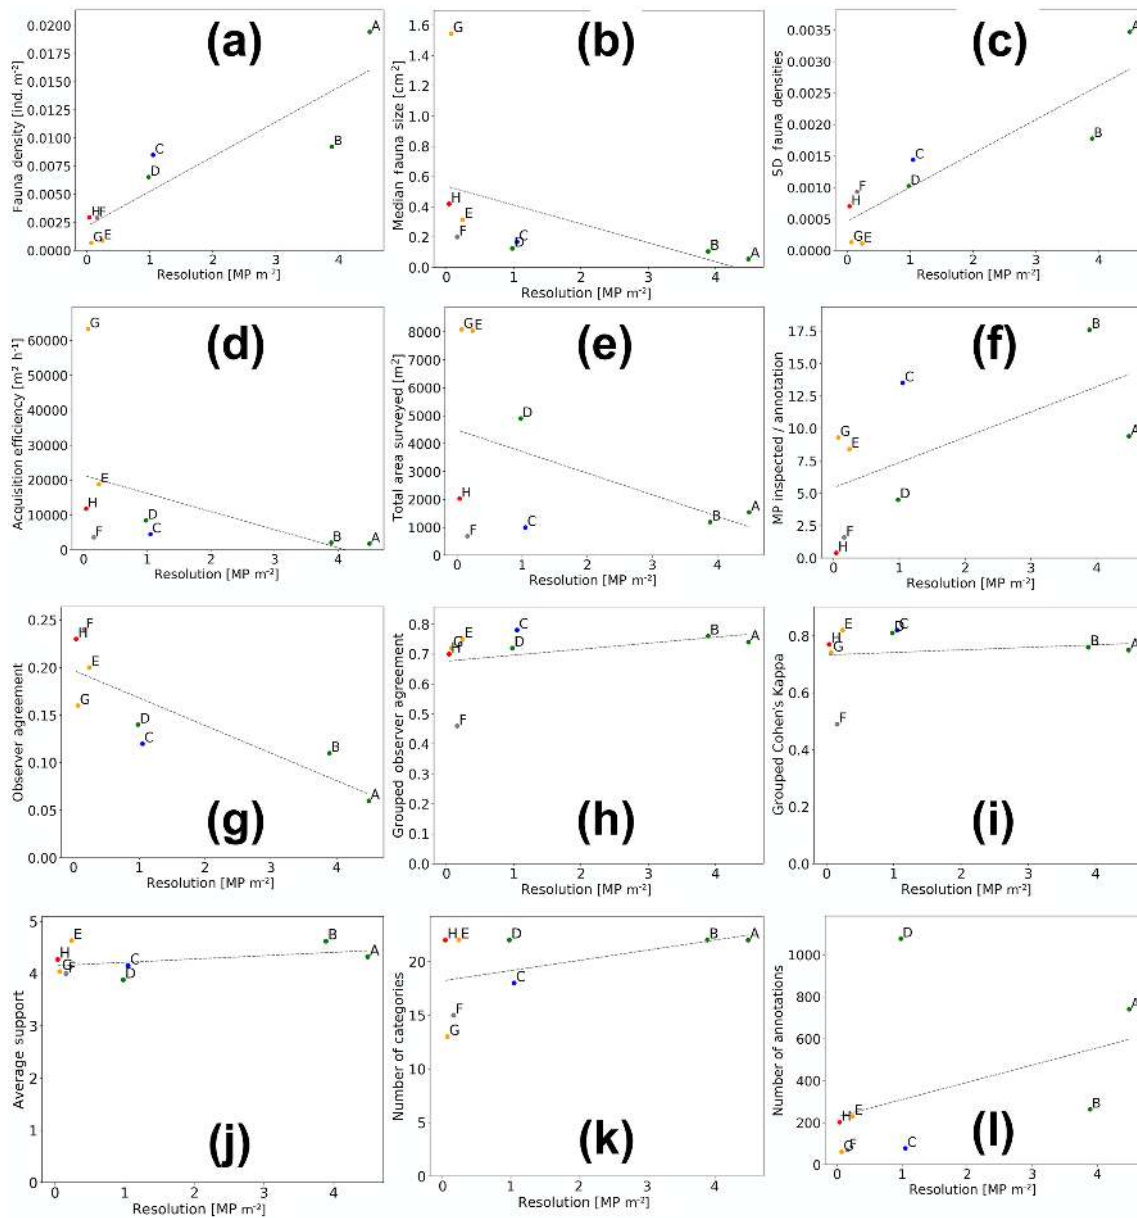 (a)
Fauna density [ind. m⁻²]
0.0200
0.0175
0.0150
0.0125
0.0100
0.0075
0.0050
0.0025
0.0000
A
B
C
D
H F
G E
0 1 2 3 4
Resolution [MP m⁻²]
(b)
Median fauna size [cm²]
1.6
1.4
1.2
1.0
0.8
0.6
0.4
0.2
0.0
G
H
E
F
C
D
B
A
0 1 2 3 4
Resolution [MP m⁻²]
(c)
SD fauna densities
0.0035
0.0030
0.0025
0.0020
0.0015
0.0010
0.0005
0.0000
A
B
C
D
F
H
G E
0 1 2 3 4
Resolution [MP m⁻²]
(d)
Acquisition efficiency [m² h⁻¹]
60000
50000
40000
30000
20000
10000
0
G
E
H
F
D
C
B
A
0 1 2 3 4
Resolution [MP m⁻²]
(e)
Total area surveyed [m²]
8000
7000
6000
5000
4000
3000
2000
1000
0
G E
D
H
F
C
B
A
0 1 2 3 4
Resolution [MP m⁻²]
(f)
MP inspected / annotation
17.5
15.0
12.5
10.0
7.5
5.0
2.5
0.0
B
C
G
E
A
D
F
H
0 1 2 3 4
Resolution [MP m⁻²]
(g)
Observer agreement
0.25
0.20
0.15
0.10
0.05
0.00
F
H
E
G
D
C
B
A
0 1 2 3 4
Resolution [MP m⁻²]
(h)
Grouped observer agreement
0.8
0.7
0.6
0.5
0.4
0.3
0.2
0.1
0.0
C
E
G
H
D
B
A
F
0 1 2 3 4
Resolution [MP m⁻²]
(i)
Grouped Cohen's Kappa
0.8
0.6
0.4
0.2
0.0
E
D C
H
G
B
A
F
0 1 2 3 4
Resolution [MP m⁻²]
(j)
Average support
5
4
3
2
1
0
E
H
G F
C
D
B
A
0 1 2 3 4
Resolution [MP m⁻²]
(k)
Number of categories
20
15
10
5
0
H E
D
B
A
C
F
G
0 1 2 3 4
Resolution [MP m⁻²]
(l)
Number of annotations
1000
800
600
400
200
0
D
A
B
H E
G F
C
0 1 2 3 4
Resolution [MP m⁻²]